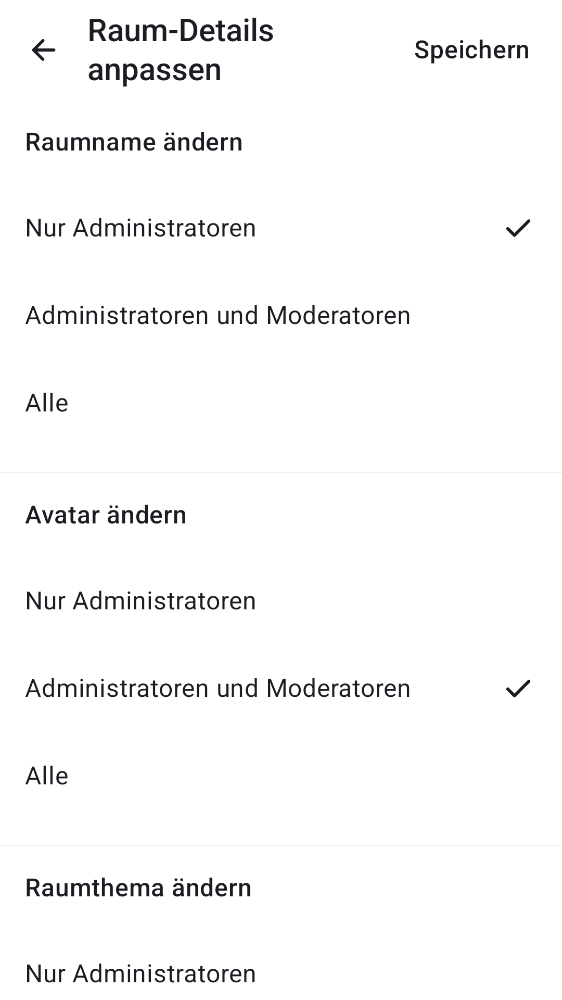 Raum-Details
anpassen
Speichern
Raumname ändern
Nur Administratoren
Administratoren und Moderatoren
Alle
Avatar ändern
Nur Administratoren
Administratoren und Moderatoren
Alle
Raumthema ändern
Nur Administratoren